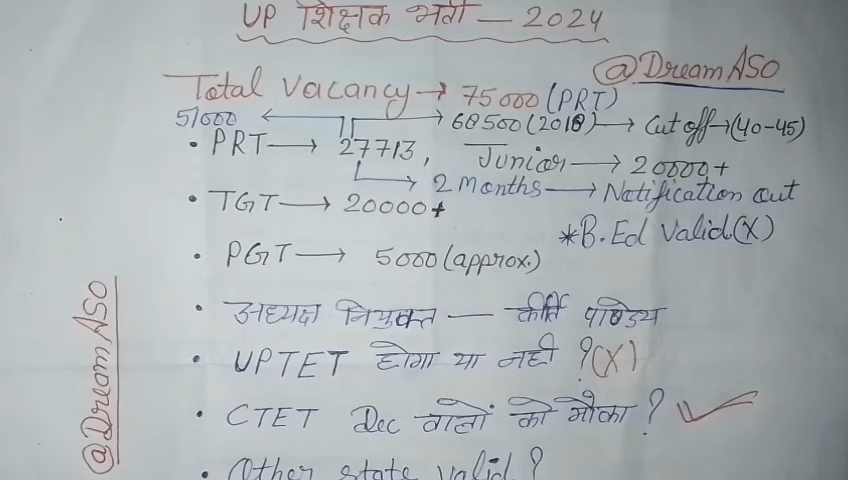 UP शिक्षक भर्ती — 2024
@DreamASO
Total Vacancy → 75000 (PRT)
51000 ← → 68500 (2018) → Cut off → (40-45)
• PRT → 27713, Junior → 20000+
→ 2 Months → Notification out
• TGT → 20000+
*B.Ed Valid (X)
• PGT → 5000 (approx.)
• अध्यक्ष नियुक्त — कीर्ति पाण्डेय
• UPTET होगा या नही ? (X)
• CTET Dec वालों को मौका ? ✓
• Other state valid ?
@DreamASO